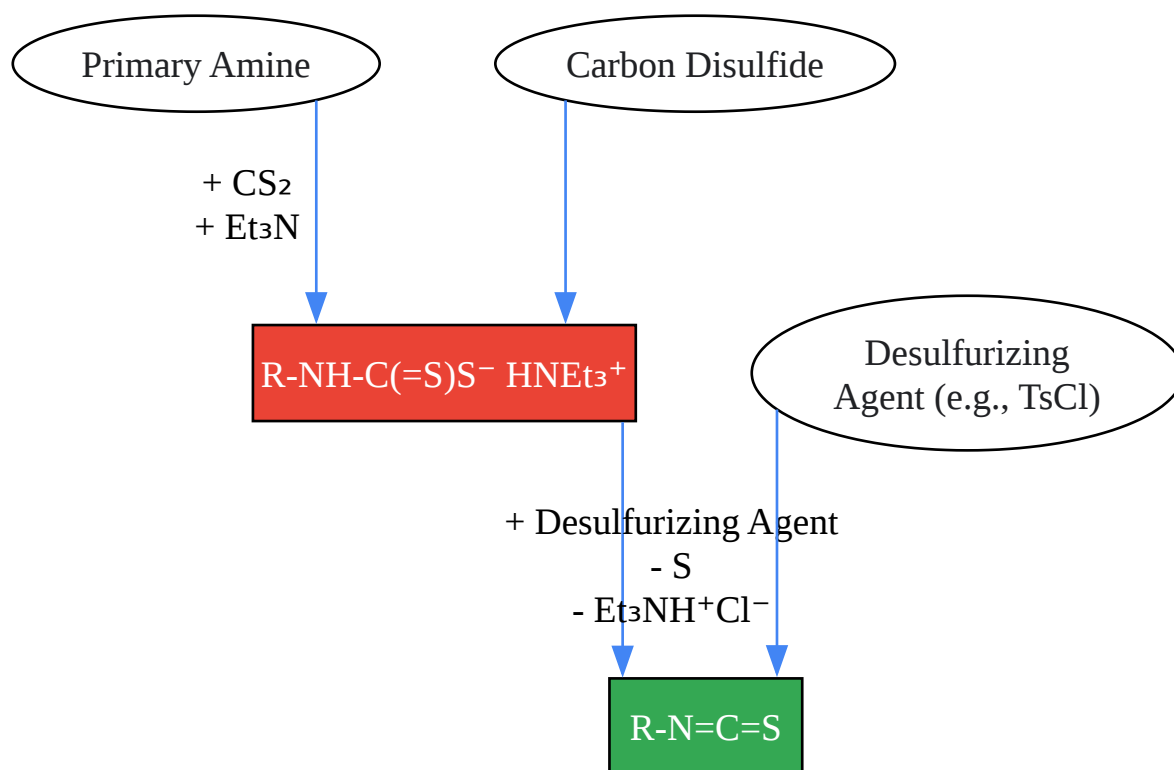 Primary Amine
Carbon Disulfide
+ CS₂
+ Et₃N
R-NH-C(=S)S⁻ HNEt₃⁺
Desulfurizing
Agent (e.g., TsCl)
+ Desulfurizing Agent
- S
- Et₃NH⁺Cl⁻
R-N=C=S